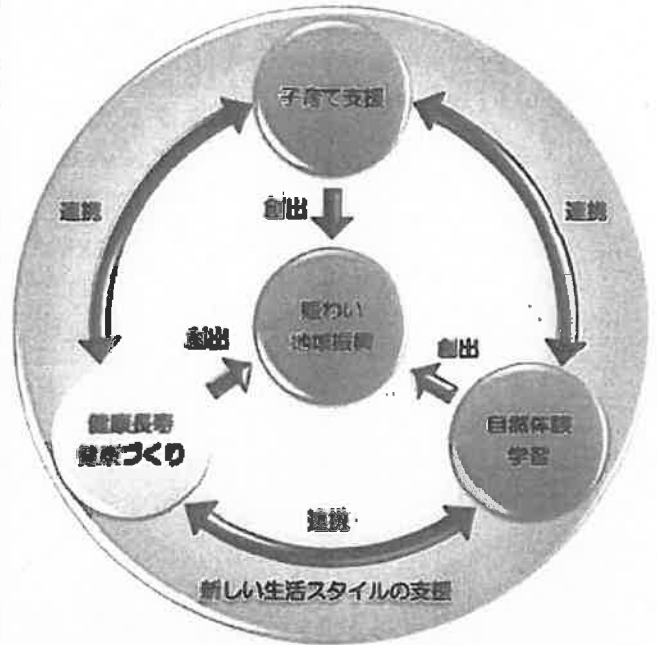 子育て支援
連携
連携
創出
賑わい
地域振興
創出
創出
健康長寿
健康づくり
自然体験
学習
連携
新しい生活スタイルの支援